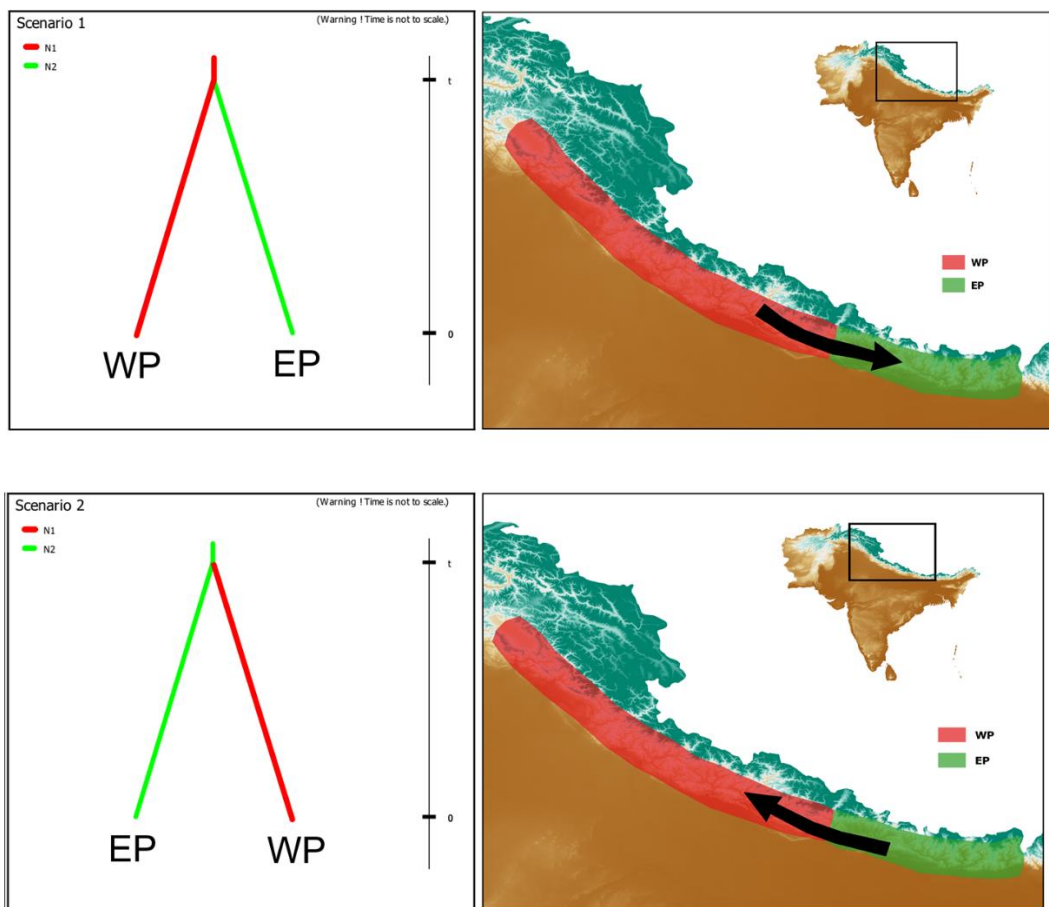 Scenario 1
(Warning ! Time is not to scale.)
N1
N2
t
0
WP
EP
WP
EP
Scenario 2
(Warning ! Time is not to scale.)
N1
N2
t
0
EP
WP
WP
EP